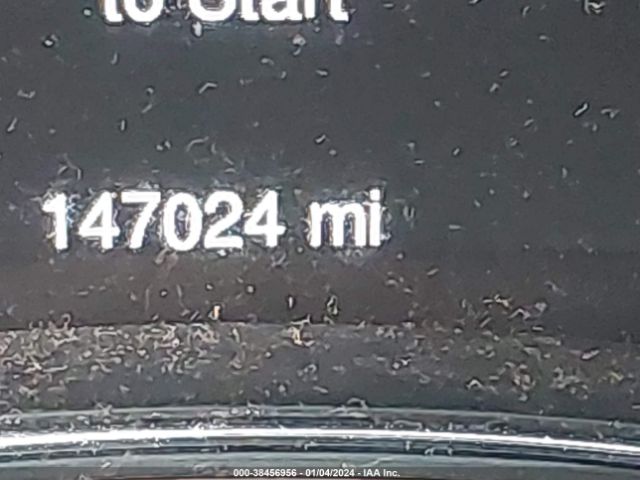 to Start
147024 mi
000-38456956 - 01/04/2024 - IAA Inc.